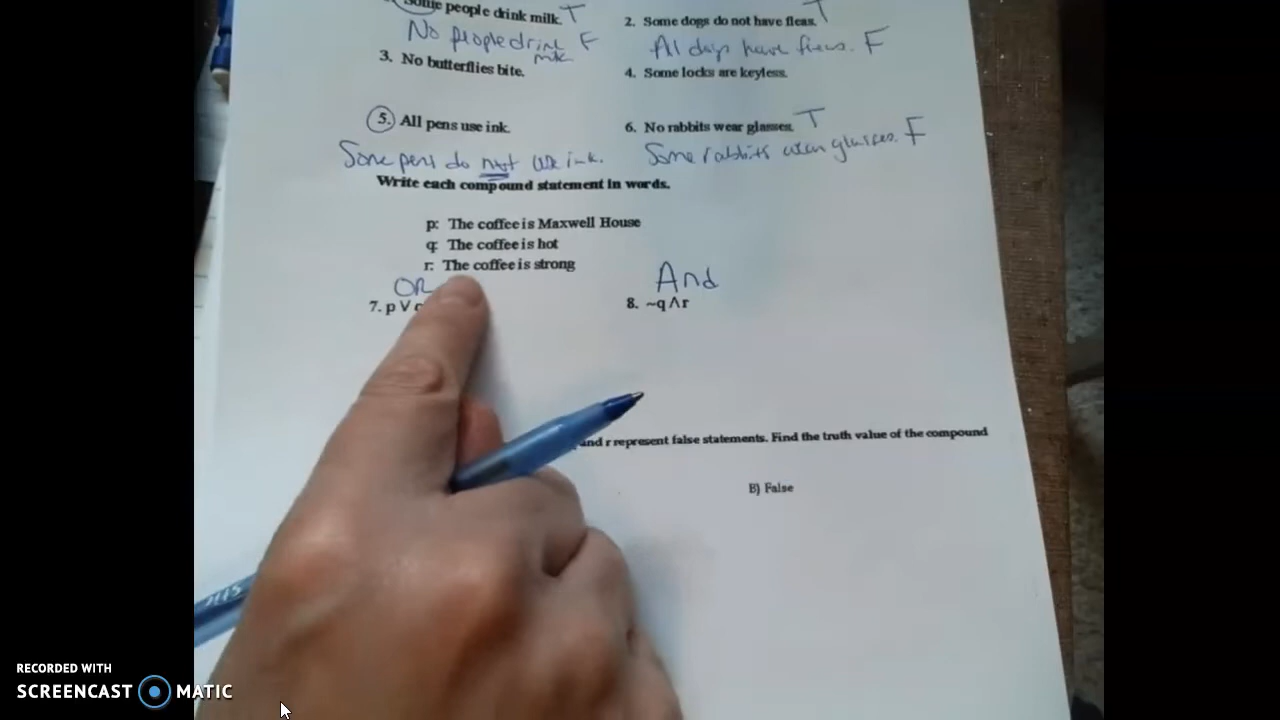 Some people drink milk. T
2. Some dogs do not have fleas. T
No people drink milk F
All dogs have fleas. F
3. No butterflies bite.
4. Some locks are keyless.
5. All pens use ink.
6. No rabbits wear glasses. T
Some pens do not use ink.
Some rabbits wear glasses. F
Write each compound statement in words.
p: The coffee is Maxwell House
q: The coffee is hot
r: The coffee is strong
OR
And
7. p V
8. ~q Λ r
and r represent false statements. Find the truth value of the compound
B) False
RECORDED WITH
SCREENCAST MATIC